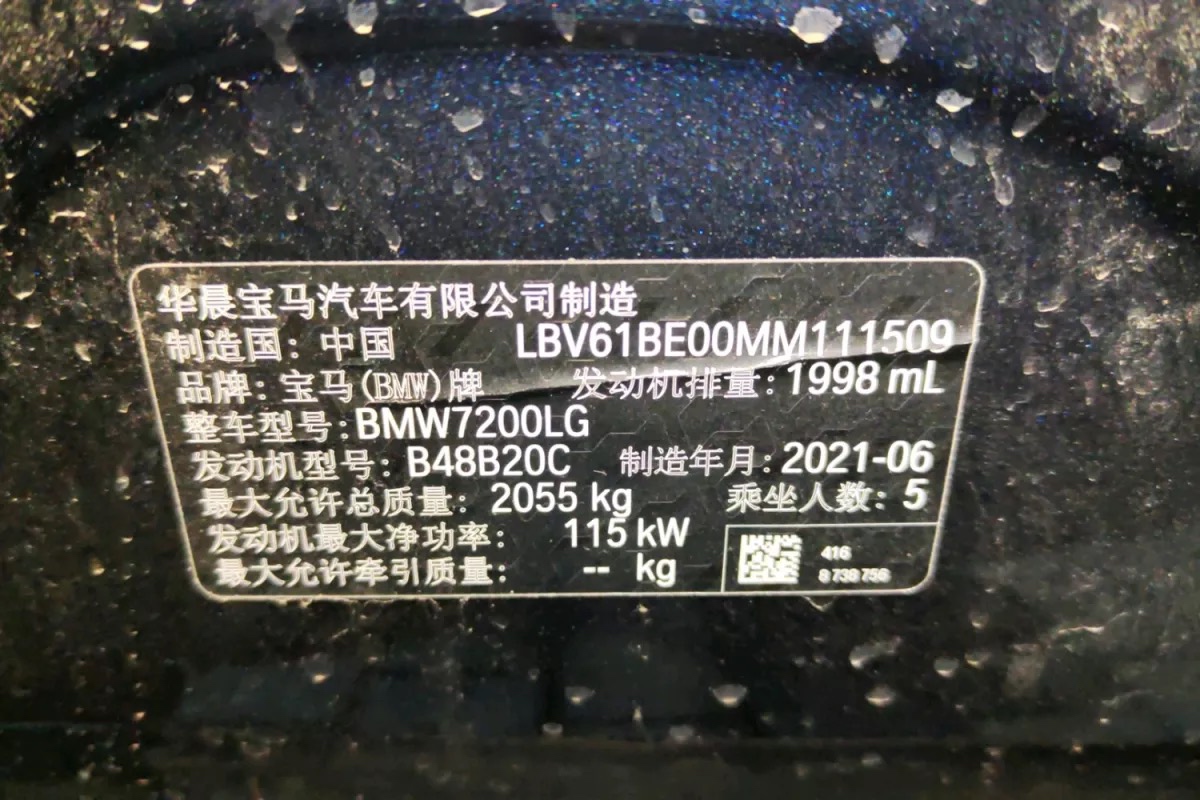 华晨宝马汽车有限公司制造
制造国：中国 LBV61BE00MM111509
品牌：宝马(BMW)牌 发动机排量：1998 mL
整车型号：BMW7200LG
发动机型号：B48B20C 制造年月：2021-06
最大允许总质量：2055 kg 乘坐人数：5
发动机最大净功率：115 kW
最大允许牵引质量：-- kg
416
8 738 756